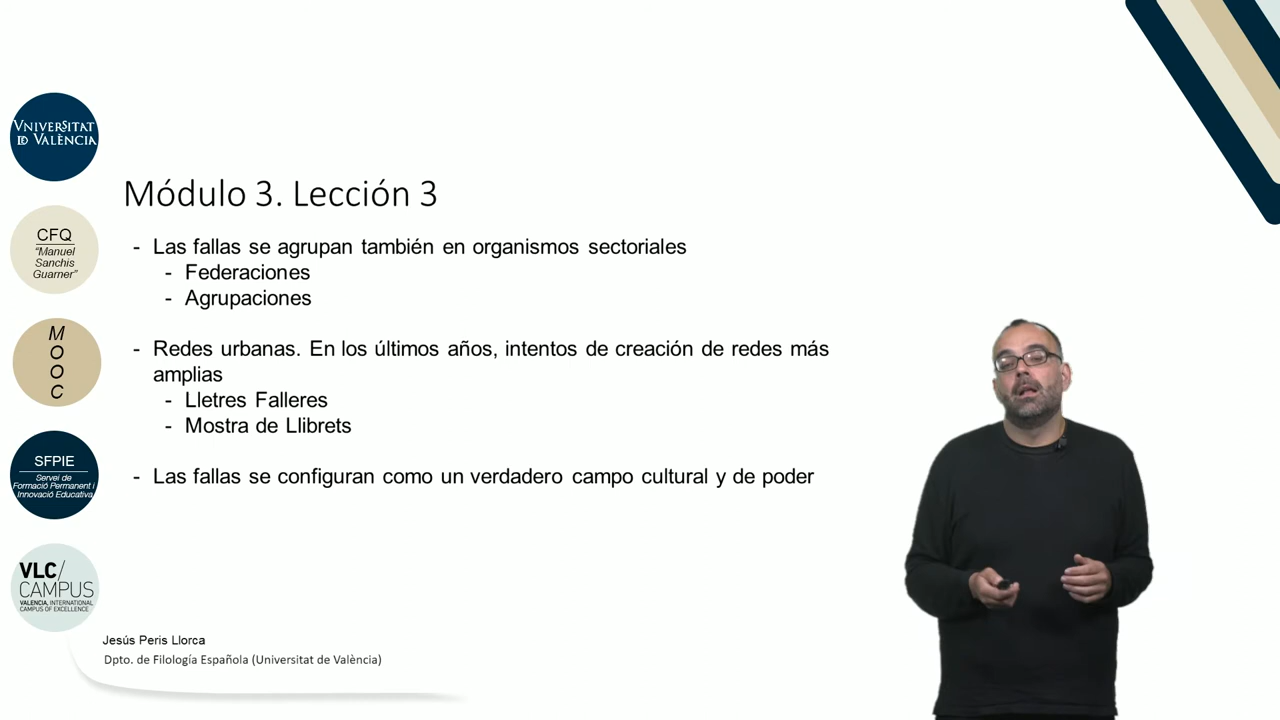 VNIVERSITAT
ID VALÈNCIA
CFQ
“Manuel
Sanchis
Guarner”
M
O
O
C
SFPIE
Servei de
Formació Permanent i
Innovació Educativa
VLC/
CAMPUS
VALENCIA, INTERNATIONAL
CAMPUS OF EXCELLENCE
Módulo 3. Lección 3
- Las fallas se agrupan también en organismos sectoriales
- Federaciones
- Agrupaciones
- Redes urbanas. En los últimos años, intentos de creación de redes más
amplias
- Lletres Falleres
- Mostra de Llibrets
- Las fallas se configuran como un verdadero campo cultural y de poder
Jesús Peris Llorca
Dpto. de Filología Española (Universitat de València)